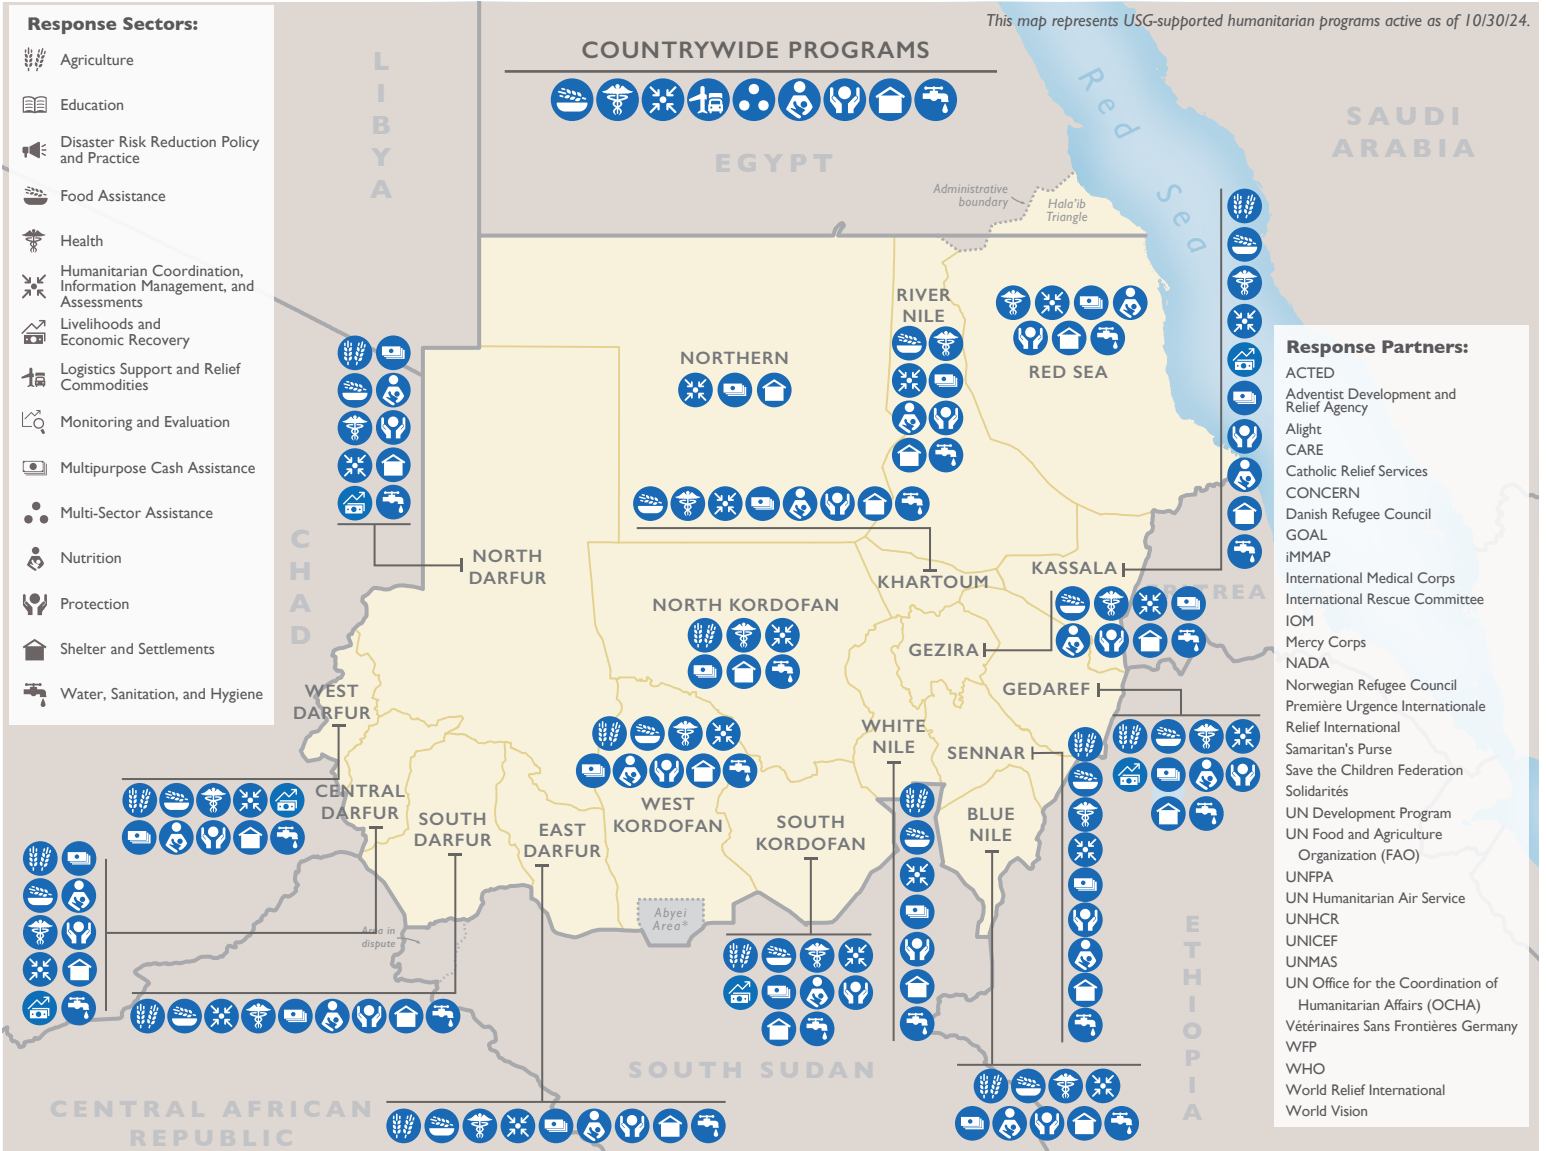 Response Sectors:
Agriculture
Education
Disaster Risk Reduction Policy
and Practice
Food Assistance
Health
Humanitarian Coordination,
Information Management, and
Assessments
Livelihoods and
Economic Recovery
Logistics Support and Relief
Commodities
Monitoring and Evaluation
Multipurpose Cash Assistance
Multi-Sector Assistance
Nutrition
Protection
Shelter and Settlements
Water, Sanitation, and Hygiene
This map represents USG-supported humanitarian programs active as of 10/30/24.
COUNTRYWIDE PROGRAMS
LIBYA
EGYPT
Red Sea
SAUDI
ARABIA
Administrative
boundary
Hala'ib
Triangle
RIVER
NILE
NORTHERN
RED SEA
CHAD
NORTH
DARFUR
KHARTOUM
KASSALA
ERITREA
NORTH KORDOFAN
GEZIRA
GEDAREF
WEST
DARFUR
WHITE
NILE
SENNAR
CENTRAL
DARFUR
SOUTH
DARFUR
EAST
DARFUR
WEST
KORDOFAN
SOUTH
KORDOFAN
BLUE
NILE
Abyei
Area*
Area in
dispute
ETHIOPIA
SOUTH SUDAN
CENTRAL AFRICAN
REPUBLIC
Response Partners:
ACTED
Adventist Development and
Relief Agency
Alight
CARE
Catholic Relief Services
CONCERN
Danish Refugee Council
GOAL
iMMAP
International Medical Corps
International Rescue Committee
IOM
Mercy Corps
NADA
Norwegian Refugee Council
Première Urgence Internationale
Relief International
Samaritan's Purse
Save the Children Federation
Solidarités
UN Development Program
UN Food and Agriculture
Organization (FAO)
UNFPA
UN Humanitarian Air Service
UNHCR
UNICEF
UNMAS
UN Office for the Coordination of
Humanitarian Affairs (OCHA)
Vétérinaires Sans Frontières Germany
WFP
WHO
World Relief International
World Vision